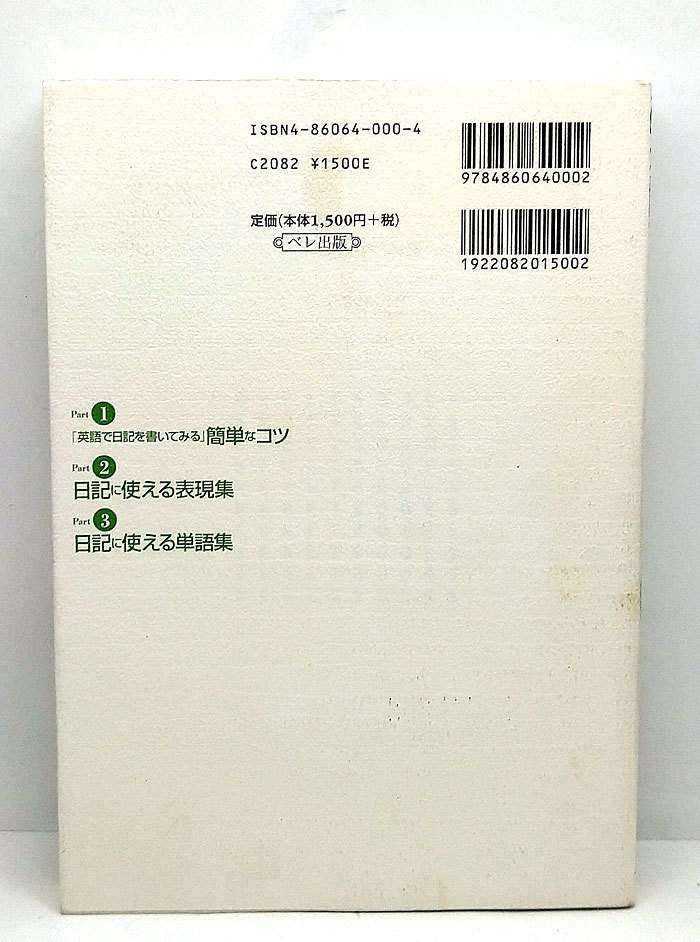 ISBN4-86064-000-4
C2082 ¥1500E
9784860640002
定価(本体1,500円+税)
ベレ出版
1922082015002
Part 1
「英語で日記を書いてみる」簡単なコツ
Part 2
日記に使える表現集
Part 3
日記に使える単語集